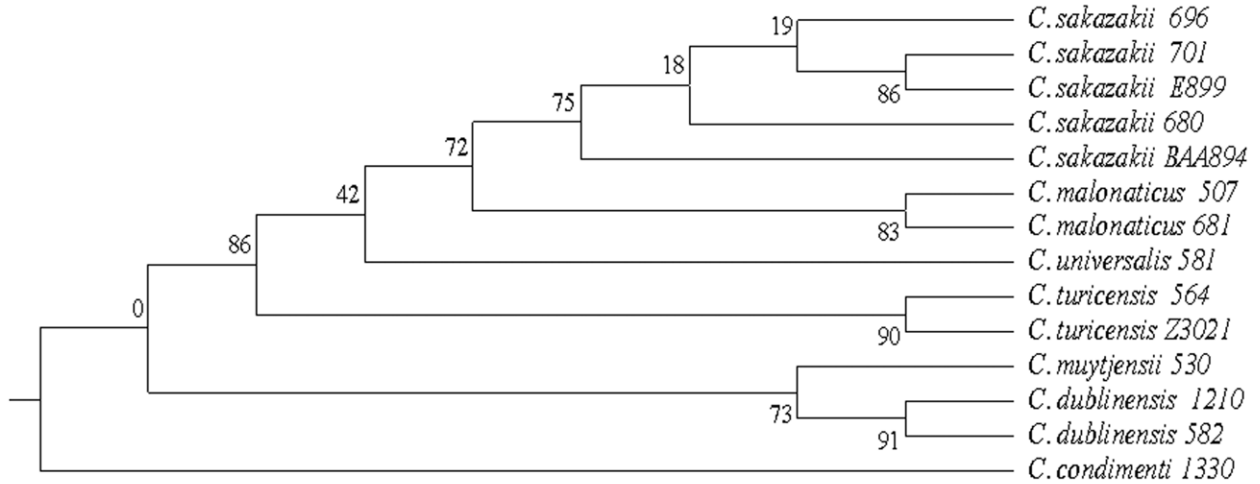 19
C. sakazakii 696
C. sakazakii 701
18
86
C. sakazakii E899
75
C. sakazakii 680
72
C. sakazakii BAA894
42
C. malonaticus 507
83
C. malonaticus 681
86
C. universalis 581
0
C. turicensis 564
90
C. turicensis Z3021
C. muytjensii 530
73
C. dublinensis 1210
91
C. dublinensis 582
C. condimenti 1330